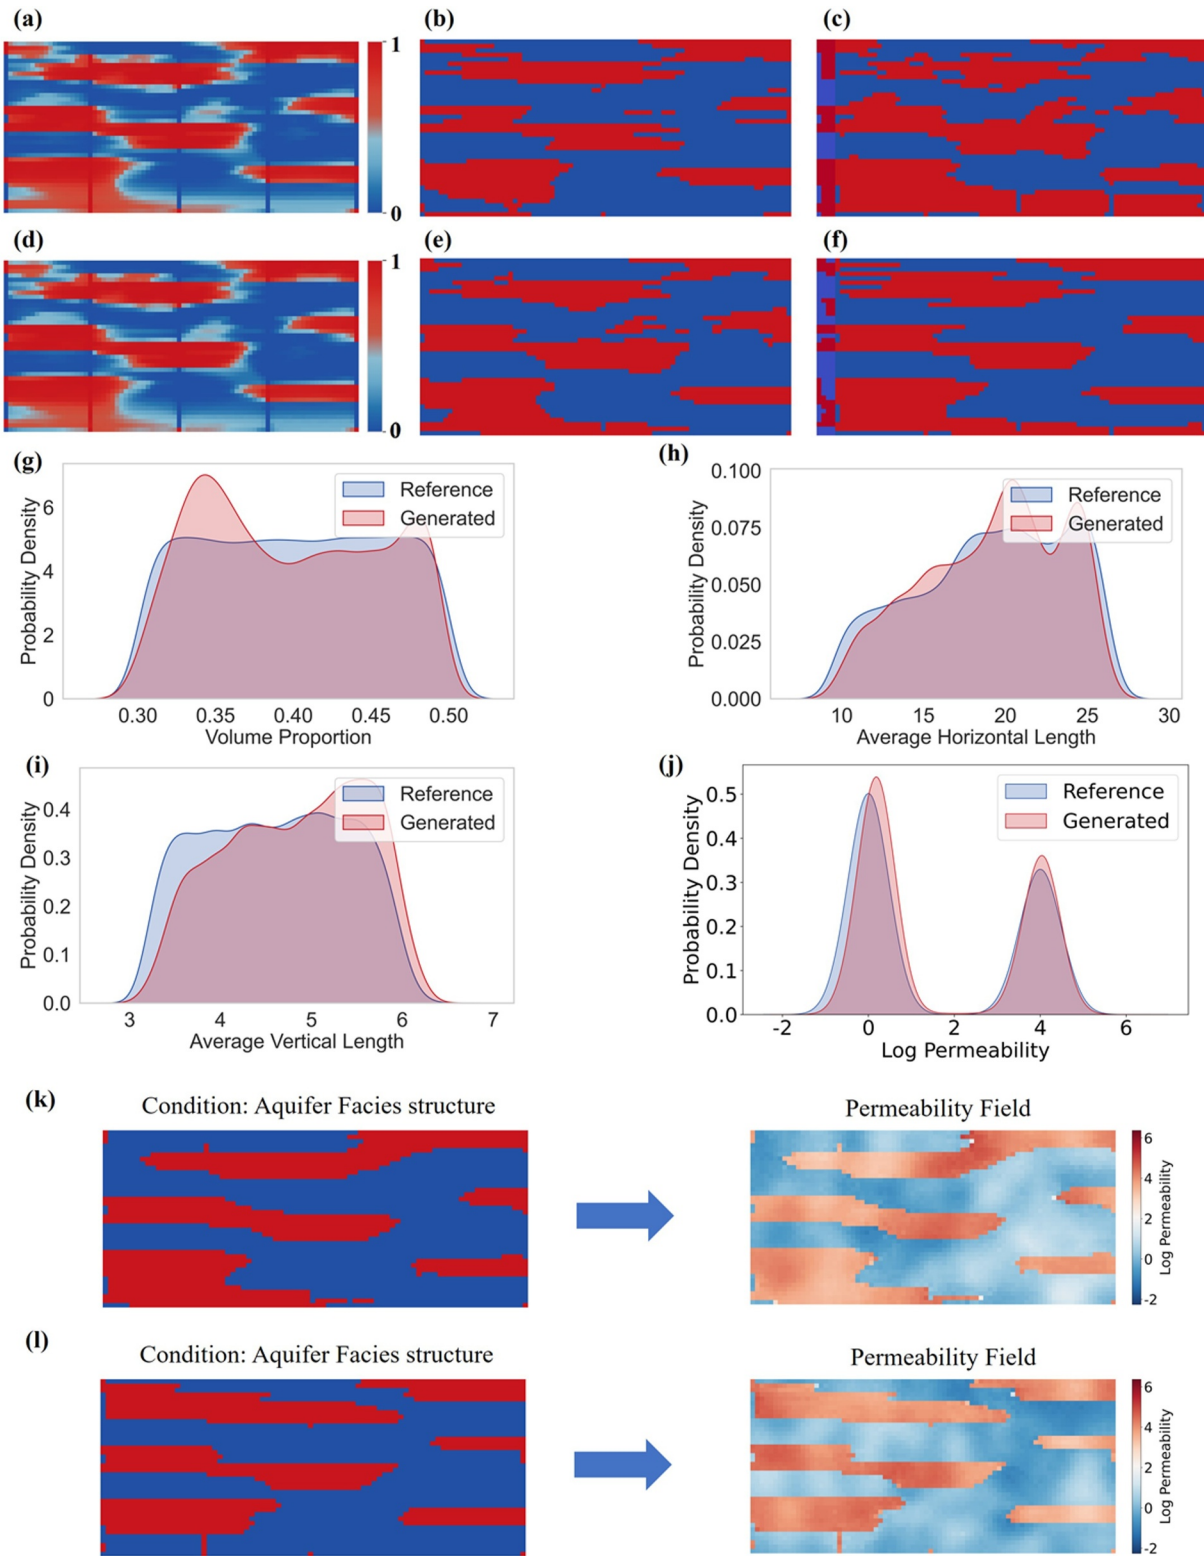 (a)
(b)
(c)
1
0
(d)
(e)
(f)
1
0
(g)
Probability Density
6
4
2
0
Reference
Generated
0.30 0.35 0.40 0.45 0.50
Volume Proportion
(h)
Probability Density
0.100
0.075
0.050
0.025
0.000
Reference
Generated
10 15 20 25 30
Average Horizontal Length
(i)
Probability Density
0.4
0.3
0.2
0.1
0.0
Reference
Generated
3 4 5 6 7
Average Vertical Length
(j)
Probability Density
0.5
0.4
0.3
0.2
0.1
0.0
Reference
Generated
-2 0 2 4 6
Log Permeability
(k)
Condition: Aquifer Facies structure
Permeability Field
6
4
2
0
-2
Log Permeability
(l)
Condition: Aquifer Facies structure
Permeability Field
6
4
2
0
-2
Log Permeability